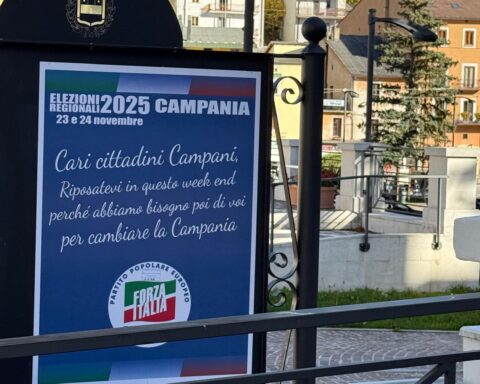 ELEZIONI REGIONALI 2025 CAMPANIA
23 e 24 novembre
Cari cittadini Campani,
Riposatevi in questo week end
perché abbiamo bisogno poi di voi
per cambiare la Campania
PARTITO POPOLARE EUROPEO
FORZA
ITALIA